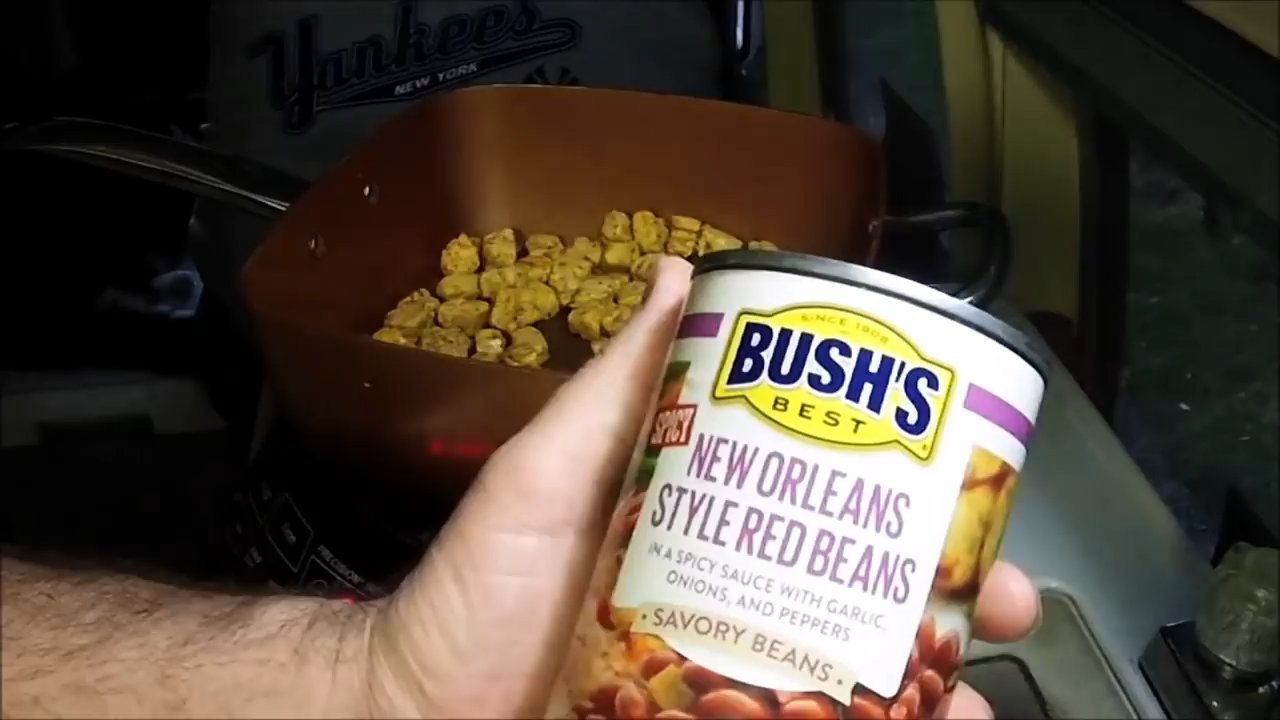 Yankees
NEW YORK
SINCE 1908
BUSH'S
BEST
SPICY
NEW ORLEANS
STYLE RED BEANS
IN A SPICY SAUCE WITH GARLIC,
ONIONS, AND PEPPERS
• SAVORY BEANS •
PRECISION